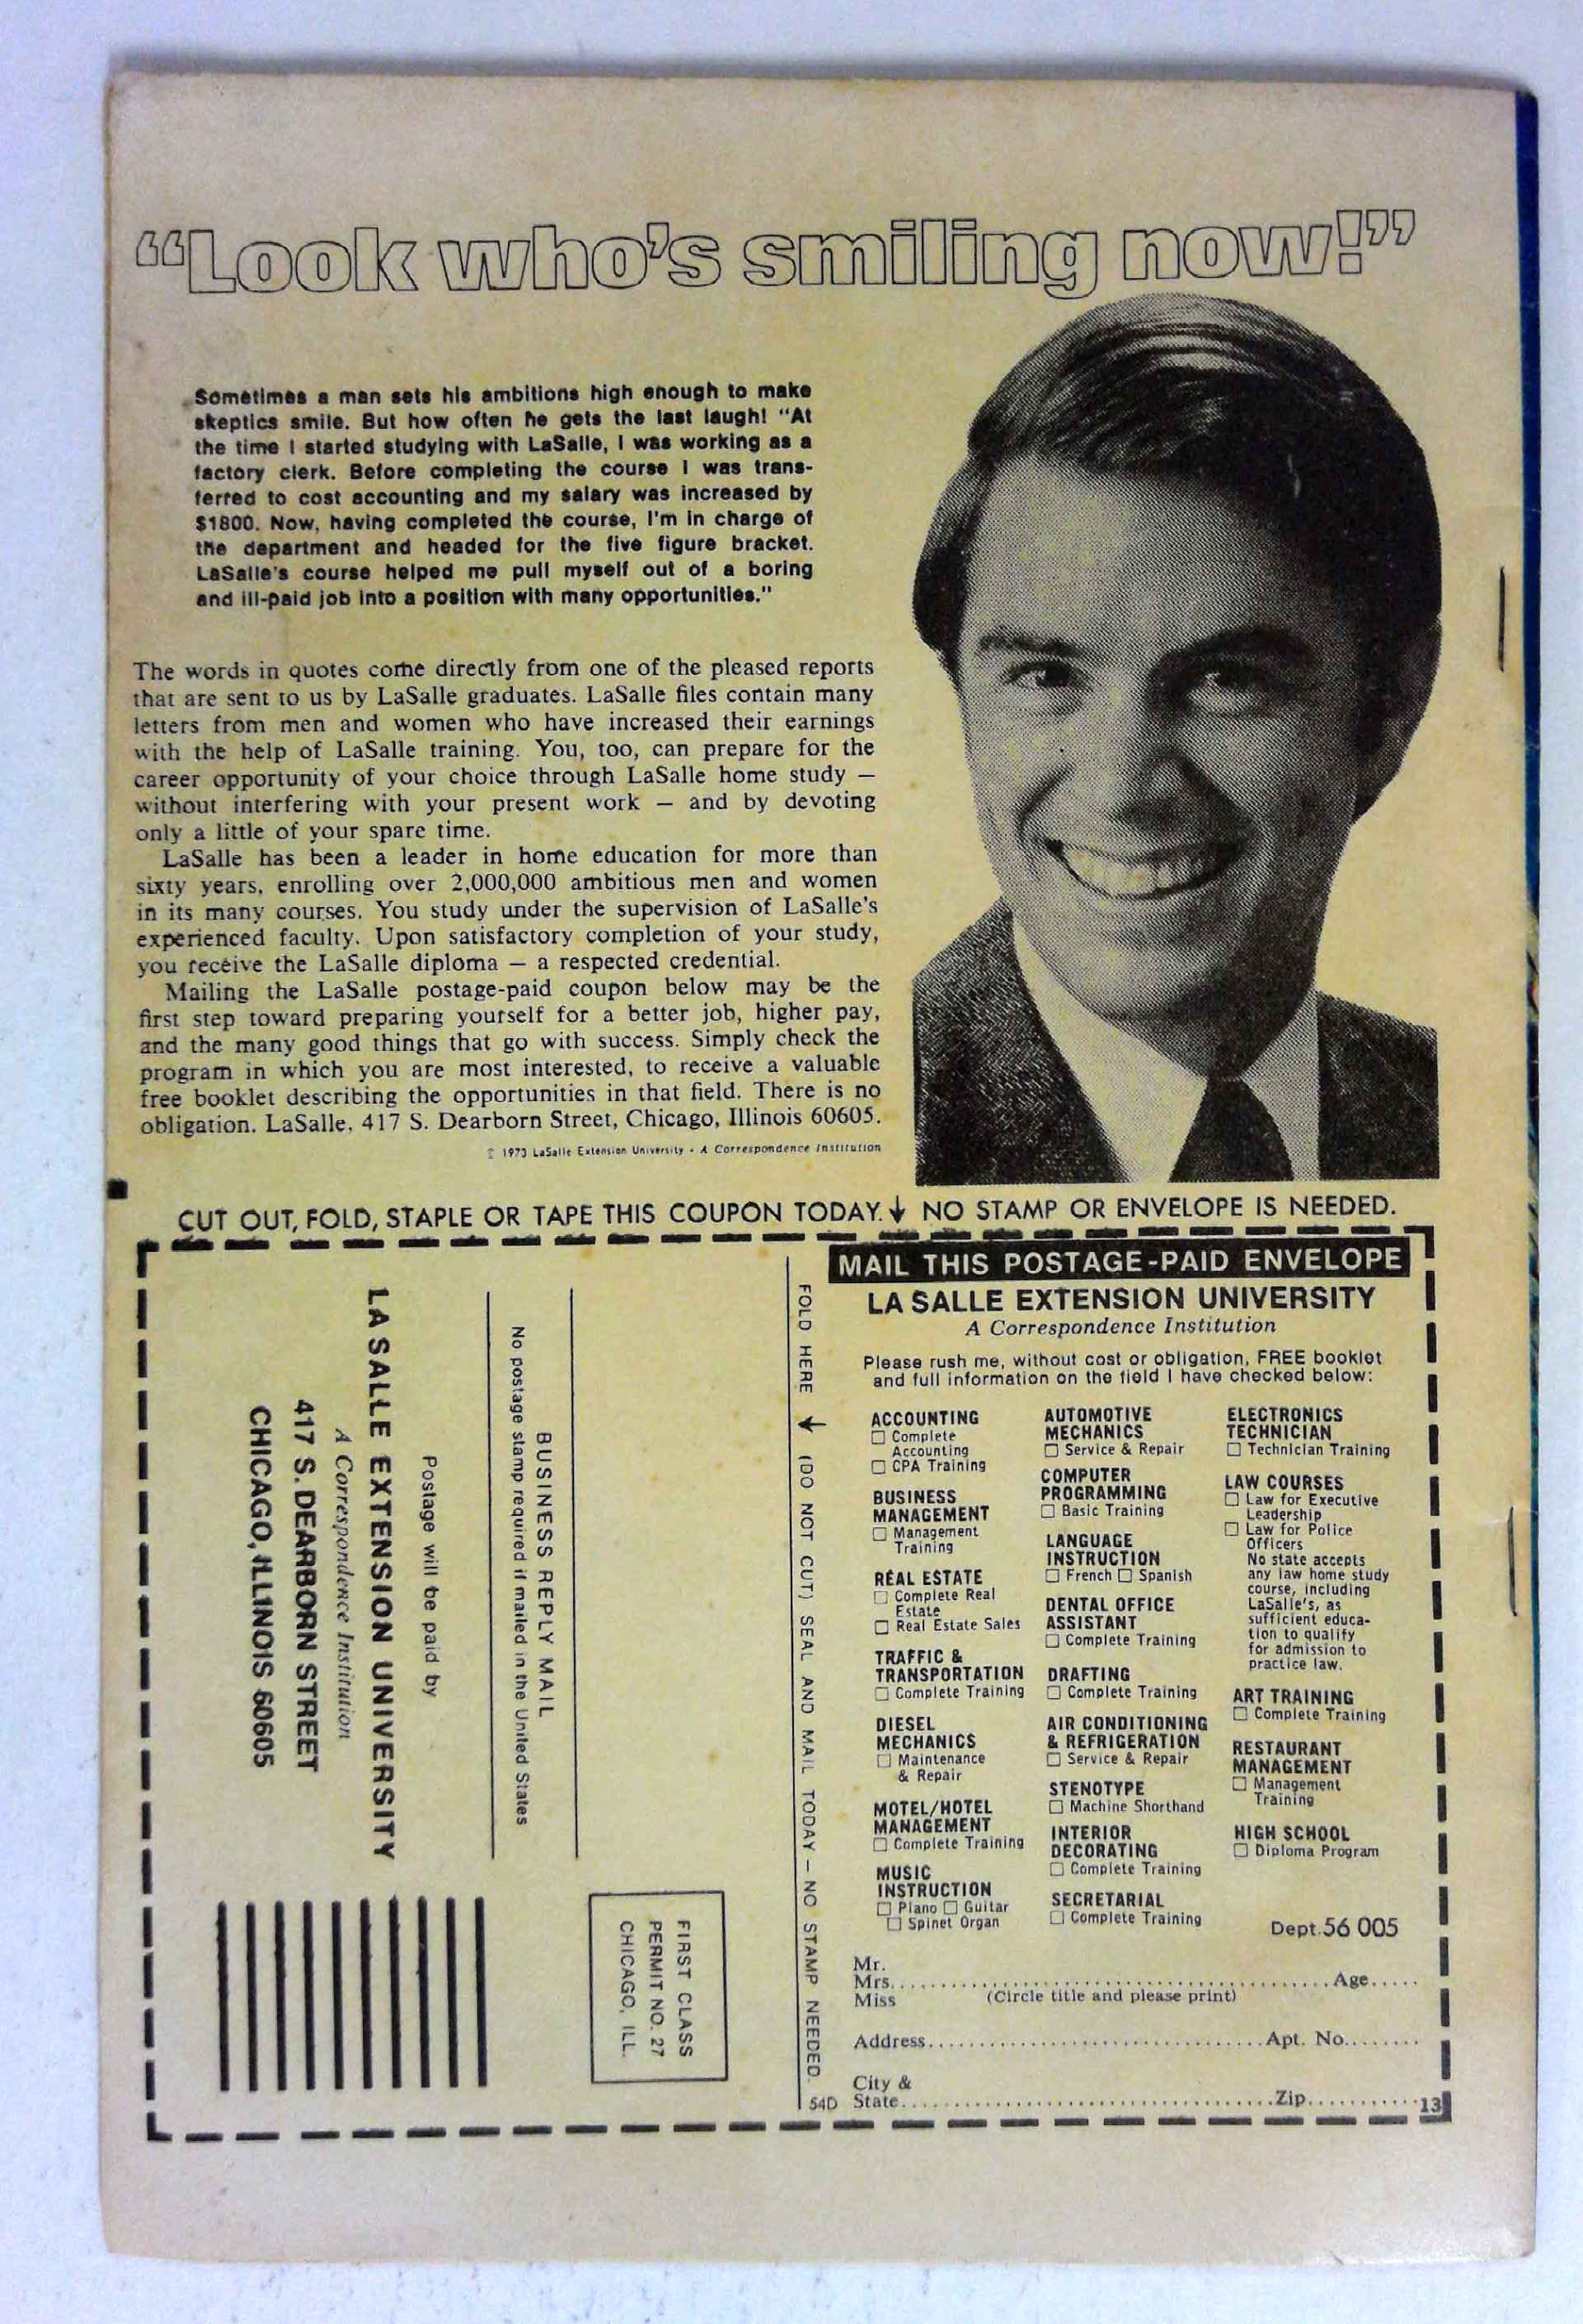 “Look who’s smiling now!”
Sometimes a man sets his ambitions high enough to make
skeptics smile. But how often he gets the last laugh! “At
the time I started studying with LaSalle, I was working as a
factory clerk. Before completing the course I was trans-
ferred to cost accounting and my salary was increased by
$1800. Now, having completed the course, I’m in charge of
the department and headed for the five figure bracket.
LaSalle’s course helped me pull myself out of a boring
and ill-paid job into a position with many opportunities.”
The words in quotes come directly from one of the pleased reports
that are sent to us by LaSalle graduates. LaSalle files contain many
letters from men and women who have increased their earnings
with the help of LaSalle training. You, too, can prepare for the
career opportunity of your choice through LaSalle home study —
without interfering with your present work — and by devoting
only a little of your spare time.
LaSalle has been a leader in home education for more than
sixty years, enrolling over 2,000,000 ambitious men and women
in its many courses. You study under the supervision of LaSalle’s
experienced faculty. Upon satisfactory completion of your study,
you receive the LaSalle diploma — a respected credential.
Mailing the LaSalle postage-paid coupon below may be the
first step toward preparing yourself for a better job, higher pay,
and the many good things that go with success. Simply check the
program in which you are most interested, to receive a valuable
free booklet describing the opportunities in that field. There is no
obligation. LaSalle, 417 S. Dearborn Street, Chicago, Illinois 60605.
© 1973 LaSalle Extension University • A Correspondence Institution
CUT OUT, FOLD, STAPLE OR TAPE THIS COUPON TODAY.↓ NO STAMP OR ENVELOPE IS NEEDED.
FIRST CLASS
PERMIT NO. 27
CHICAGO, ILL.
BUSINESS REPLY MAIL
No postage stamp required if mailed in the United States
Postage will be paid by
LA SALLE EXTENSION UNIVERSITY
A Correspondence Institution
417 S. DEARBORN STREET
CHICAGO, ILLINOIS 60605
FOLD HERE ↓ (DO NOT CUT) SEAL AND MAIL TODAY — NO STAMP NEEDED.
MAIL THIS POSTAGE-PAID ENVELOPE
LA SALLE EXTENSION UNIVERSITY
A Correspondence Institution
Please rush me, without cost or obligation, FREE booklet
and full information on the field I have checked below:
ACCOUNTING
☐ Complete
Accounting
☐ CPA Training
BUSINESS
MANAGEMENT
☐ Management
Training
REAL ESTATE
☐ Complete Real
Estate
☐ Real Estate Sales
TRAFFIC &
TRANSPORTATION
☐ Complete Training
DIESEL
MECHANICS
☐ Maintenance
& Repair
MOTEL/HOTEL
MANAGEMENT
☐ Complete Training
MUSIC
INSTRUCTION
☐ Piano ☐ Guitar
☐ Spinet Organ
AUTOMOTIVE
MECHANICS
☐ Service & Repair
COMPUTER
PROGRAMMING
☐ Basic Training
LANGUAGE
INSTRUCTION
☐ French ☐ Spanish
DENTAL OFFICE
ASSISTANT
☐ Complete Training
DRAFTING
☐ Complete Training
AIR CONDITIONING
& REFRIGERATION
☐ Service & Repair
STENOTYPE
☐ Machine Shorthand
INTERIOR
DECORATING
☐ Complete Training
SECRETARIAL
☐ Complete Training
ELECTRONICS
TECHNICIAN
☐ Technician Training
LAW COURSES
☐ Law for Executive
Leadership
☐ Law for Police
Officers
No state accepts
any law home study
course, including
LaSalle’s, as
sufficient educa-
tion to qualify
for admission to
practice law.
ART TRAINING
☐ Complete Training
RESTAURANT
MANAGEMENT
☐ Management
Training
HIGH SCHOOL
☐ Diploma Program
Dept. 56 005
Mr.
Mrs.......................................Age.....
Miss (Circle title and please print)
Address.................................Apt. No........
City &
State.....................................Zip...........
54D
13